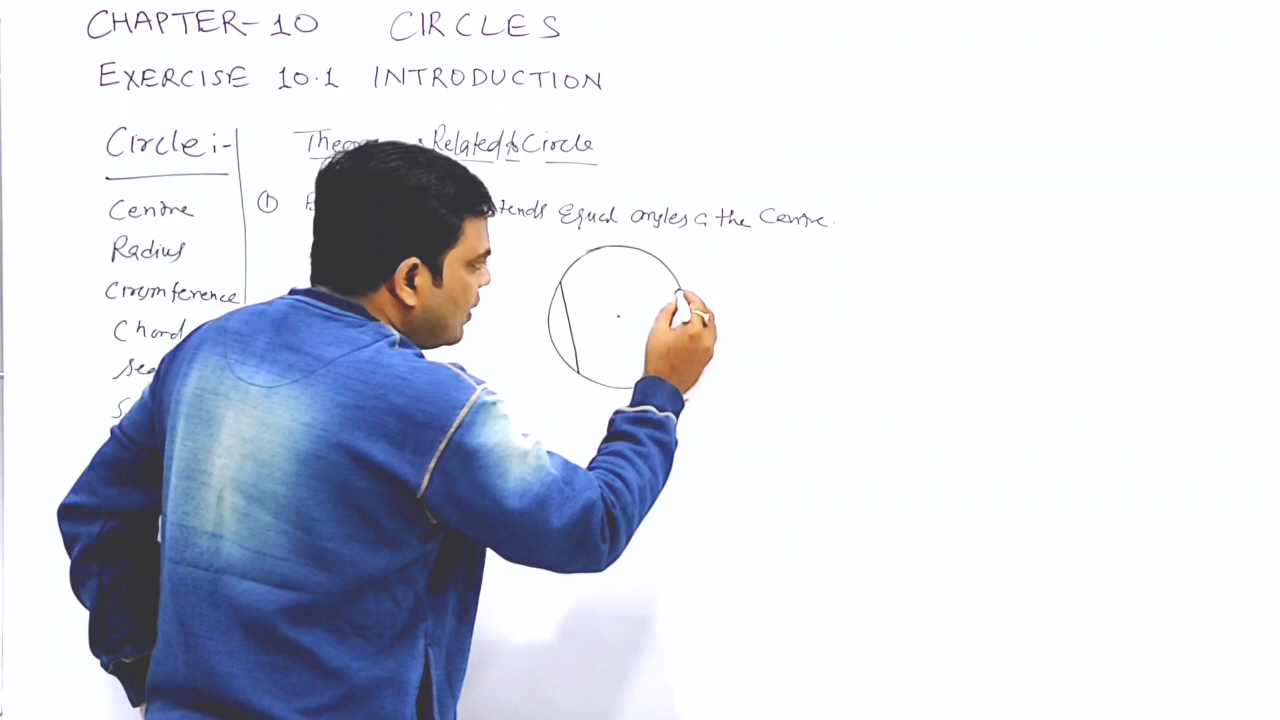 CHAPTER-10 CIRCLES
EXERCISE 10.1 INTRODUCTION
Circle:-
Theo Related to Circle
Centre
① tends Equal angles the Centre.
Radius
Circumference
Chord